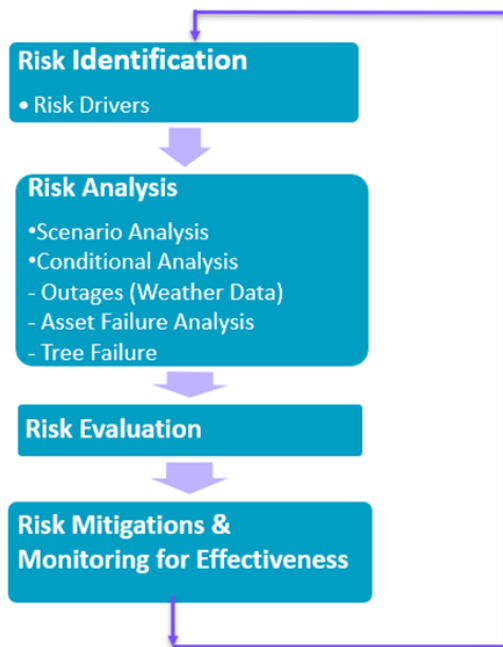 Risk Identification
• Risk Drivers
Risk Analysis
•Scenario Analysis
•Conditional Analysis
- Outages (Weather Data)
- Asset Failure Analysis
- Tree Failure
Risk Evaluation
Risk Mitigations &
Monitoring for Effectiveness